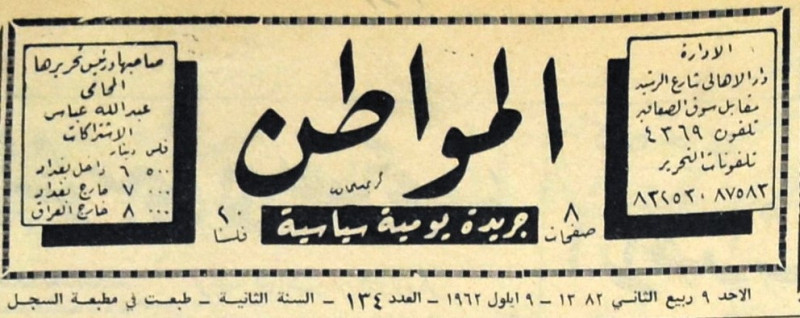 الادارة
دار الاهالي شارع الرشيد
مقابل سوق الصفافير
تلفون ٤٣٦٩
تلفونات التحرير
٨٧٥٨٣ ٠ ٨٣٢٥٣
المواطن
٨ صفحات
جريدة يومية سياسية
٢٠ فلسا
صاحبها ورئيس تحريرها
المحامي
عبدالله عباس
الاشتراكات
فلس دينار
٥٠٠ ٦ داخل بغداد
٠٠٠ ٧ خارج بغداد
٠٠٠ ٨ خارج العراق
الاحد ٩ ربيع الثاني ١٣٨٢ – ٩ ايلول ١٩٦٢ – العدد ١٣٤ – السنة الثانية – طبعت في مطبعة السجل